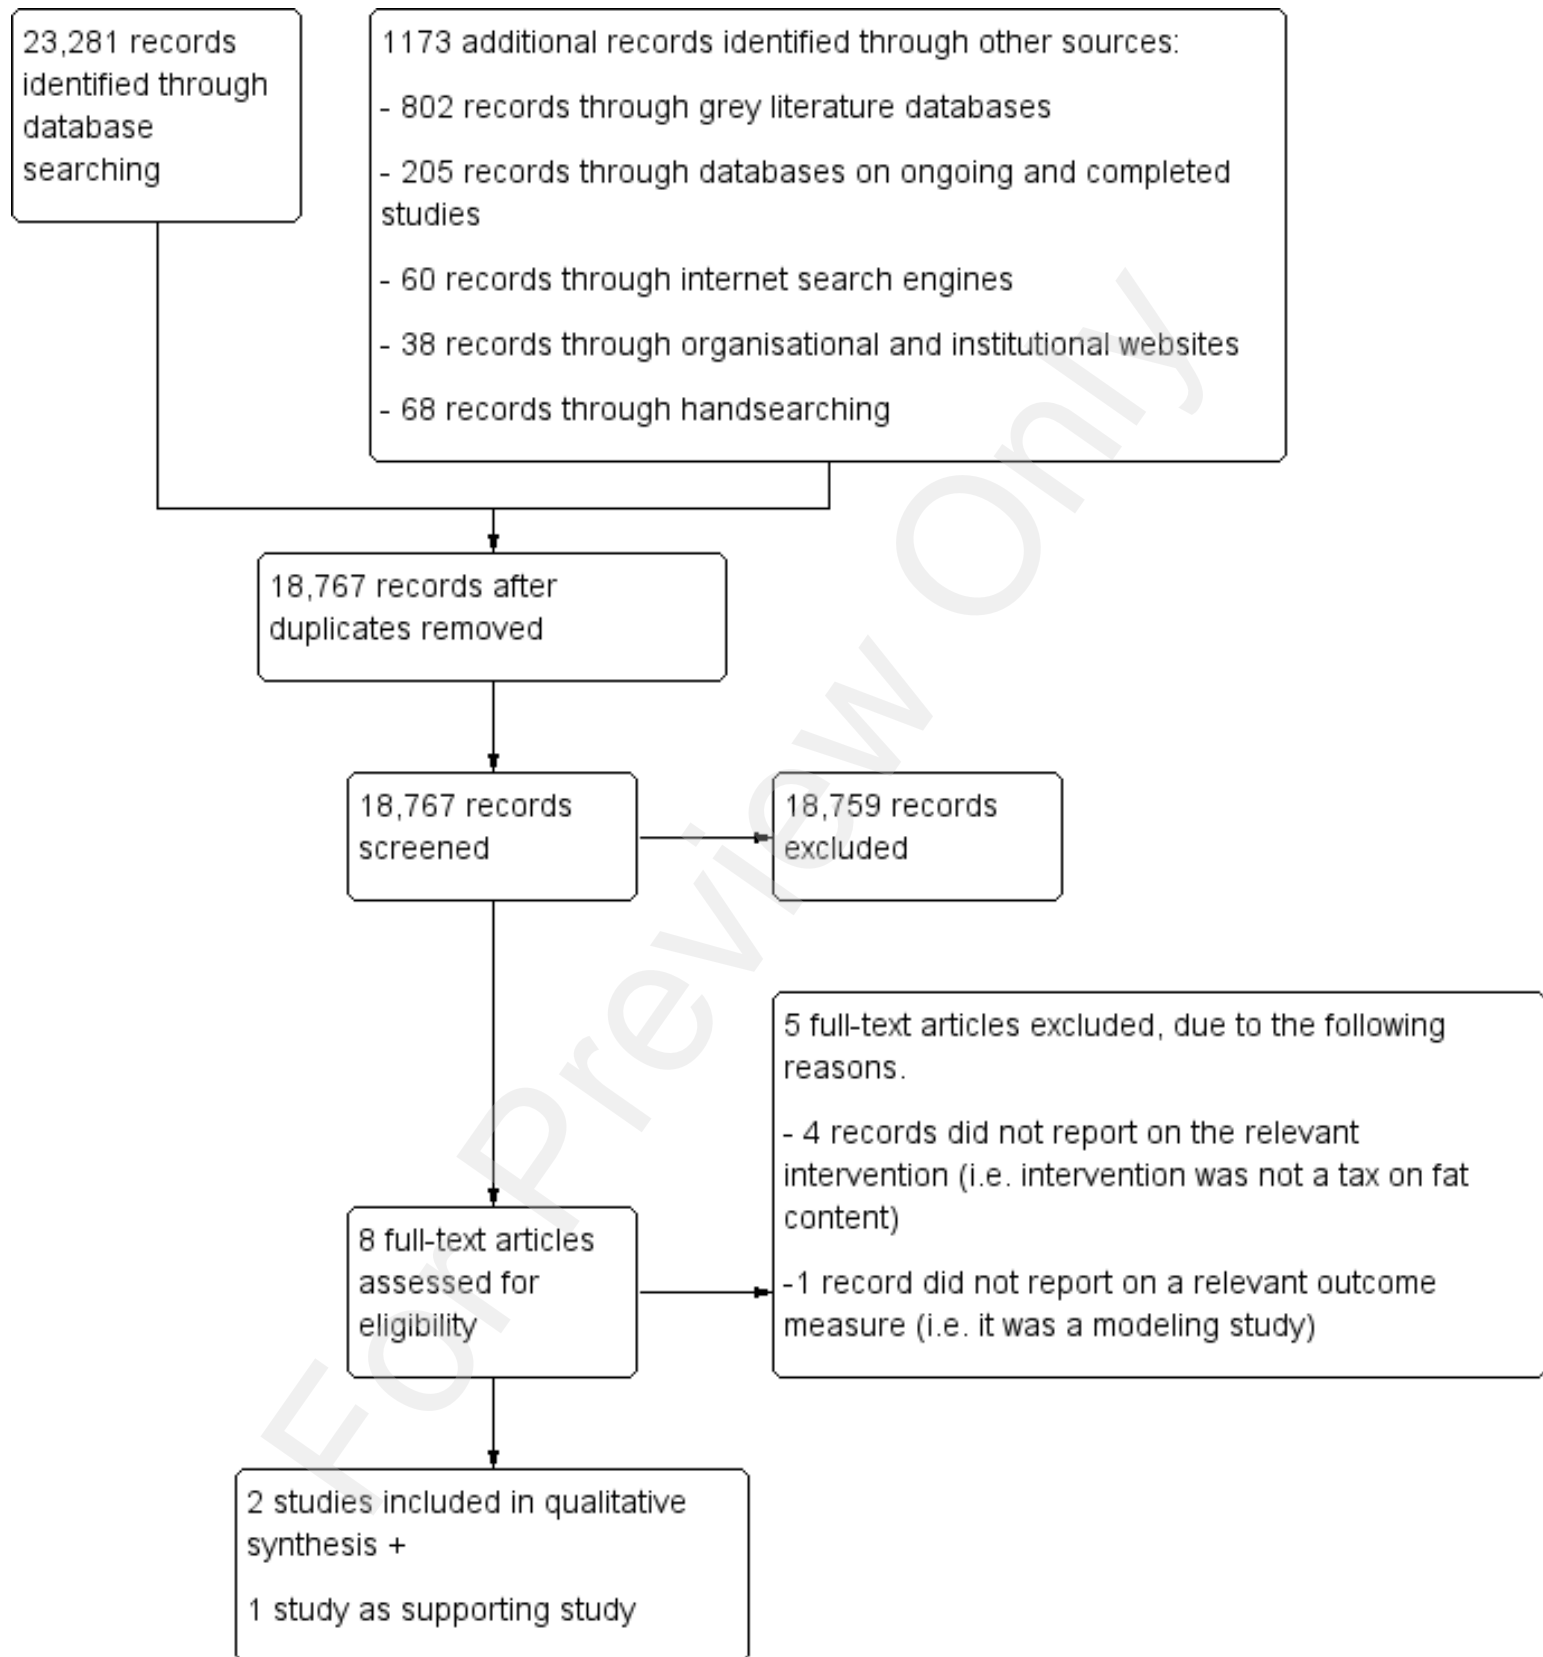 23,281 records
identified through
database
searching
1173 additional records identified through other sources:
- 802 records through grey literature databases
- 205 records through databases on ongoing and completed
studies
- 60 records through internet search engines
- 38 records through organisational and institutional websites
- 68 records through handsearching
18,767 records after
duplicates removed
18,767 records
screened
18,759 records
excluded
5 full-text articles excluded, due to the following
reasons.
- 4 records did not report on the relevant
intervention (i.e. intervention was not a tax on fat
content)
-1 record did not report on a relevant outcome
measure (i.e. it was a modeling study)
8 full-text articles
assessed for
eligibility
2 studies included in qualitative
synthesis +
1 study as supporting study
For Preview Only